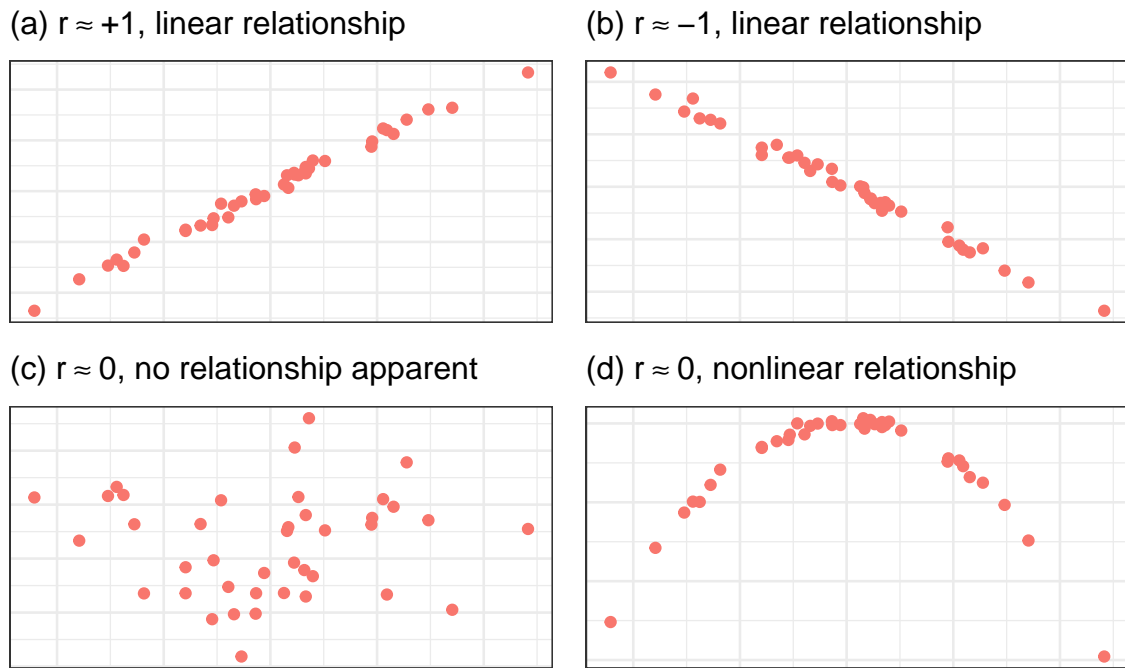 (a) r ≈ +1, linear relationship
(b) r ≈ −1, linear relationship
(c) r ≈ 0, no relationship apparent
(d) r ≈ 0, nonlinear relationship